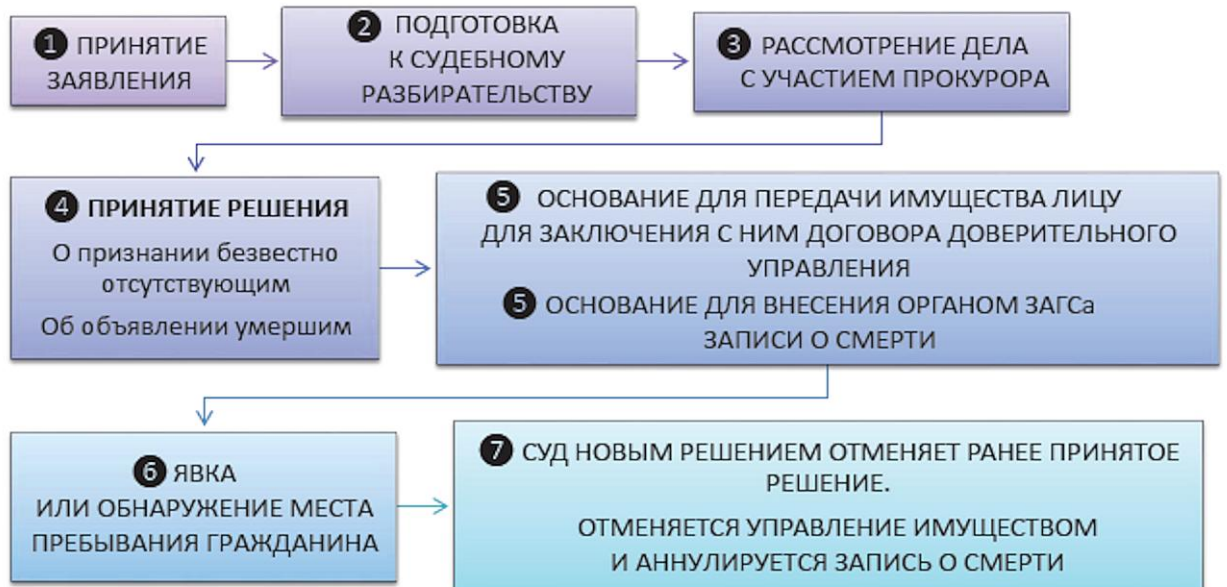 ❶ ПРИНЯТИЕ
ЗАЯВЛЕНИЯ
❷ ПОДГОТОВКА
К СУДЕБНОМУ
РАЗБИРАТЕЛЬСТВУ
❸ РАССМОТРЕНИЕ ДЕЛА
С УЧАСТИЕМ ПРОКУРОРА
❹ ПРИНЯТИЕ РЕШЕНИЯ
О признании безвестно
отсутствующим
Об объявлении умершим
❺ ОСНОВАНИЕ ДЛЯ ПЕРЕДАЧИ ИМУЩЕСТВА ЛИЦУ
ДЛЯ ЗАКЛЮЧЕНИЯ С НИМ ДОГОВОРА ДОВЕРИТЕЛЬНОГО
УПРАВЛЕНИЯ
❺ ОСНОВАНИЕ ДЛЯ ВНЕСЕНИЯ ОРГАНОМ ЗАГСа
ЗАПИСИ О СМЕРТИ
❻ ЯВКА
ИЛИ ОБНАРУЖЕНИЕ МЕСТА
ПРЕБЫВАНИЯ ГРАЖДАНИНА
❼ СУД НОВЫМ РЕШЕНИЕМ ОТМЕНЯЕТ РАНЕЕ ПРИНЯТОЕ
РЕШЕНИЕ.
ОТМЕНЯЕТСЯ УПРАВЛЕНИЕ ИМУЩЕСТВОМ
И АННУЛИРУЕТСЯ ЗАПИСЬ О СМЕРТИ